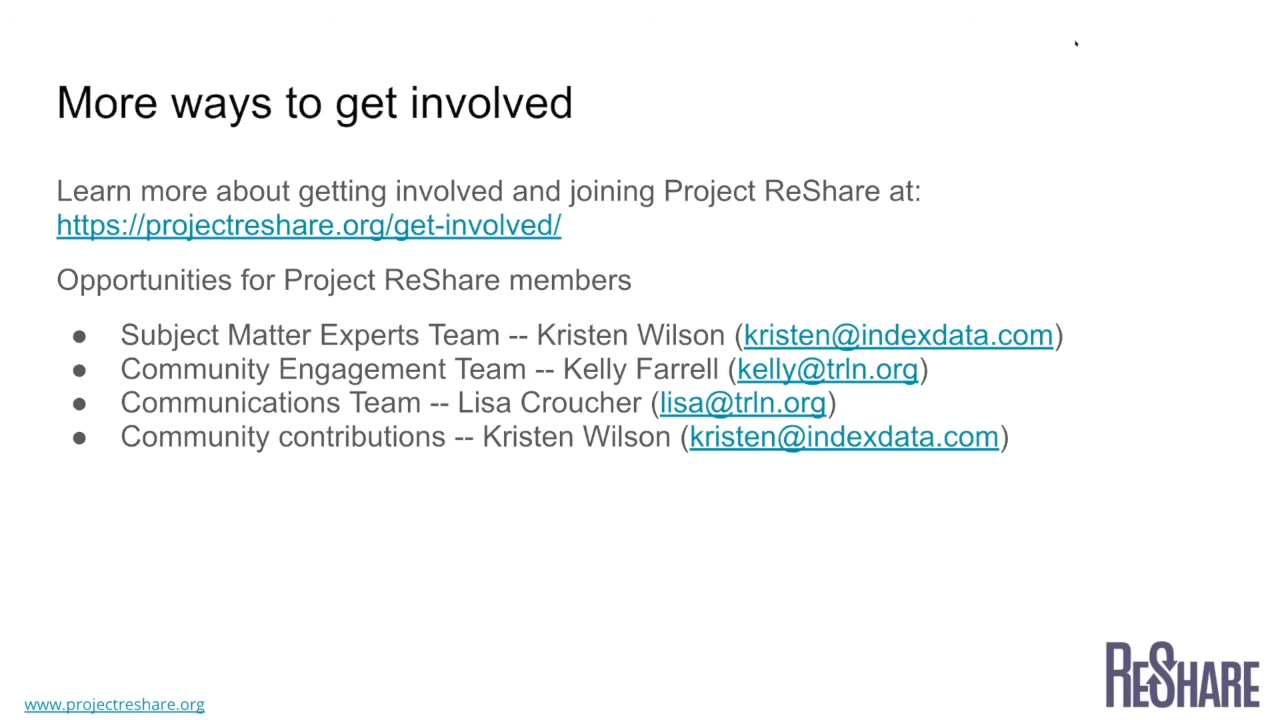 More ways to get involved
Learn more about getting involved and joining Project ReShare at:
https://projectreshare.org/get-involved/
Opportunities for Project ReShare members
● Subject Matter Experts Team -- Kristen Wilson (kristen@indexdata.com)
● Community Engagement Team -- Kelly Farrell (kelly@trln.org)
● Communications Team -- Lisa Croucher (lisa@trln.org)
● Community contributions -- Kristen Wilson (kristen@indexdata.com)
www.projectreshare.org
RESHARE